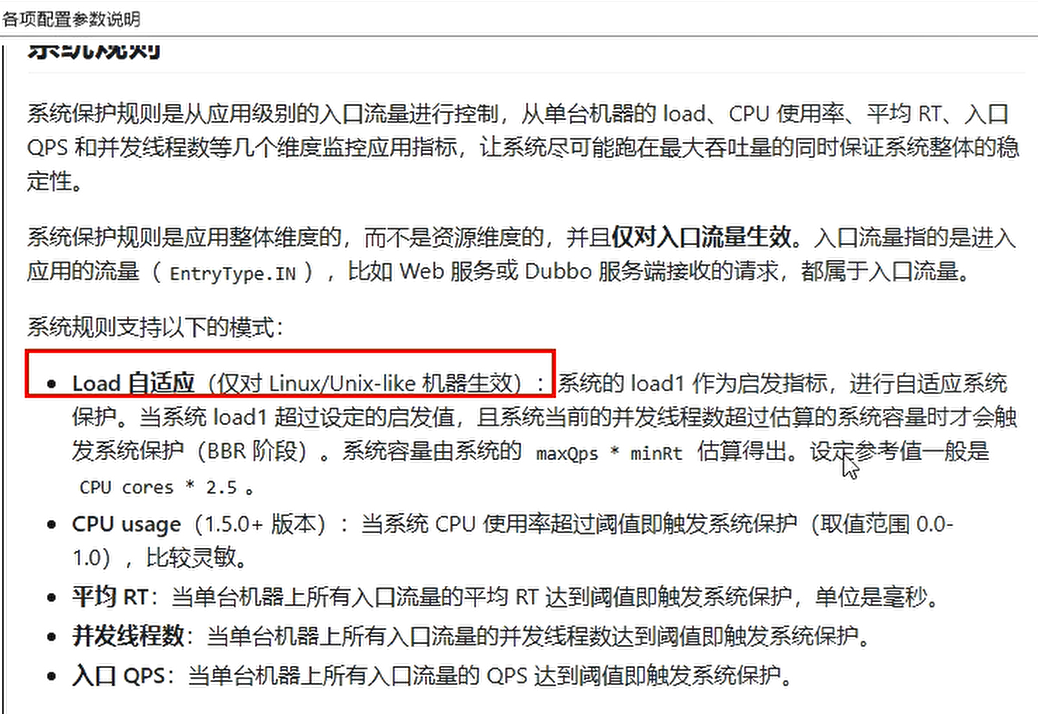 各项配置参数说明
系统规则
系统保护规则是从应用级别的入口流量进行控制，从单台机器的 load、CPU 使用率、平均 RT、入口
QPS 和并发线程数等几个维度监控应用指标，让系统尽可能跑在最大吞吐量的同时保证系统整体的稳
定性。
系统保护规则是应用整体维度的，而不是资源维度的，并且仅对入口流量生效。入口流量指的是进入
应用的流量（ EntryType.IN ），比如 Web 服务或 Dubbo 服务端接收的请求，都属于入口流量。
系统规则支持以下的模式：
• Load 自适应（仅对 Linux/Unix-like 机器生效）：系统的 load1 作为启发指标，进行自适应系统
保护。当系统 load1 超过设定的启发值，且系统当前的并发线程数超过估算的系统容量时才会触
发系统保护（BBR 阶段）。系统容量由系统的 maxQps * minRt 估算得出。设定参考值一般是
CPU cores * 2.5 。
• CPU usage（1.5.0+ 版本）：当系统 CPU 使用率超过阈值即触发系统保护（取值范围 0.0-
1.0），比较灵敏。
• 平均 RT：当单台机器上所有入口流量的平均 RT 达到阈值即触发系统保护，单位是毫秒。
• 并发线程数：当单台机器上所有入口流量的并发线程数达到阈值即触发系统保护。
• 入口 QPS：当单台机器上所有入口流量的 QPS 达到阈值即触发系统保护。